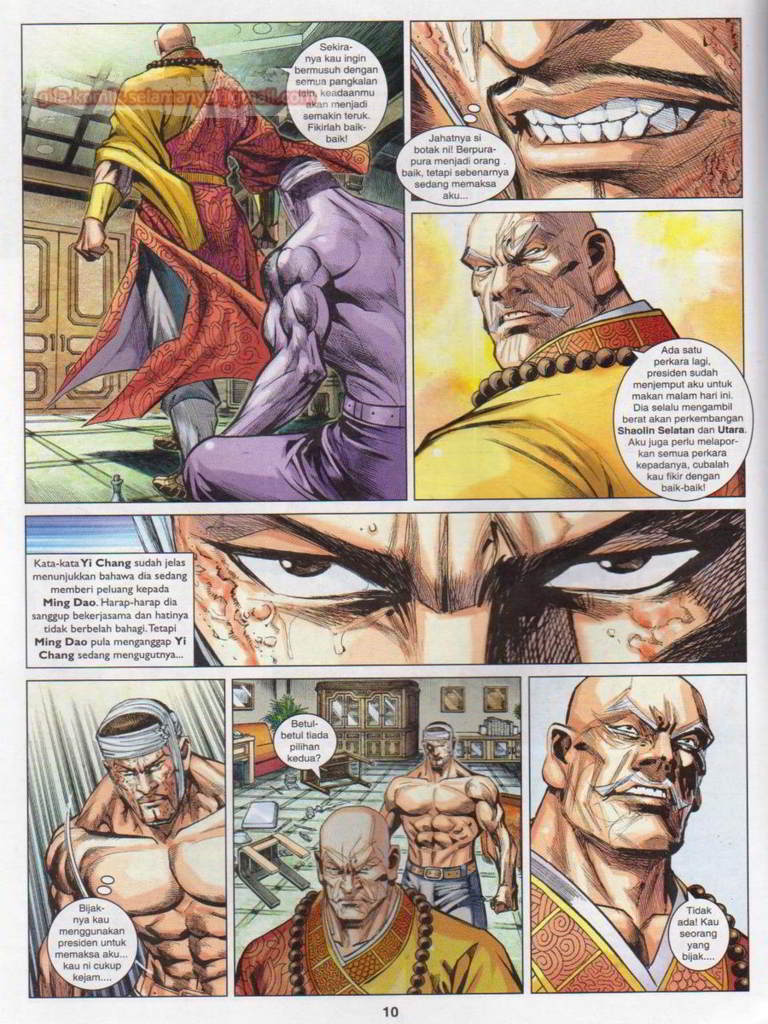 Sekira-
nya kau ingin
bermusuh dengan
semua pangkalan
lain, keadaanmu
akan menjadi
semakin teruk.
Fikirlah baik-
baik!
gila.komik.selamanya@gmail.com
Jahatnya si
botak ni! Berpura-
pura menjadi orang
baik, tetapi sebenarnya
sedang memaksa
aku...
Ada satu
perkara lagi,
presiden sudah
menjemput aku untuk
makan malam hari ini.
Dia selalu mengambil
berat akan perkembangan
Shaolin Selatan dan Utara.
Aku juga perlu melapor-
kan semua perkara
kepadanya, cubalah
kau fikir dengan
baik-baik!
Kata-kata Yi Chang sudah jelas
menunjukkan bahawa dia sedang
memberi peluang kepada
Ming Dao. Harap-harap dia
sanggup bekerjasama dan hatinya
tidak berbelah bahagi. Tetapi
Ming Dao pula menganggap Yi
Chang sedang mengugutnya...
Bijak-
nya kau
menggunakan
presiden untuk
memaksa aku...
kau ni cukup
kejam....
Betul-
betul tiada
pilihan
kedua?
Tidak
ada! Kau
seorang
yang
bijak....
10